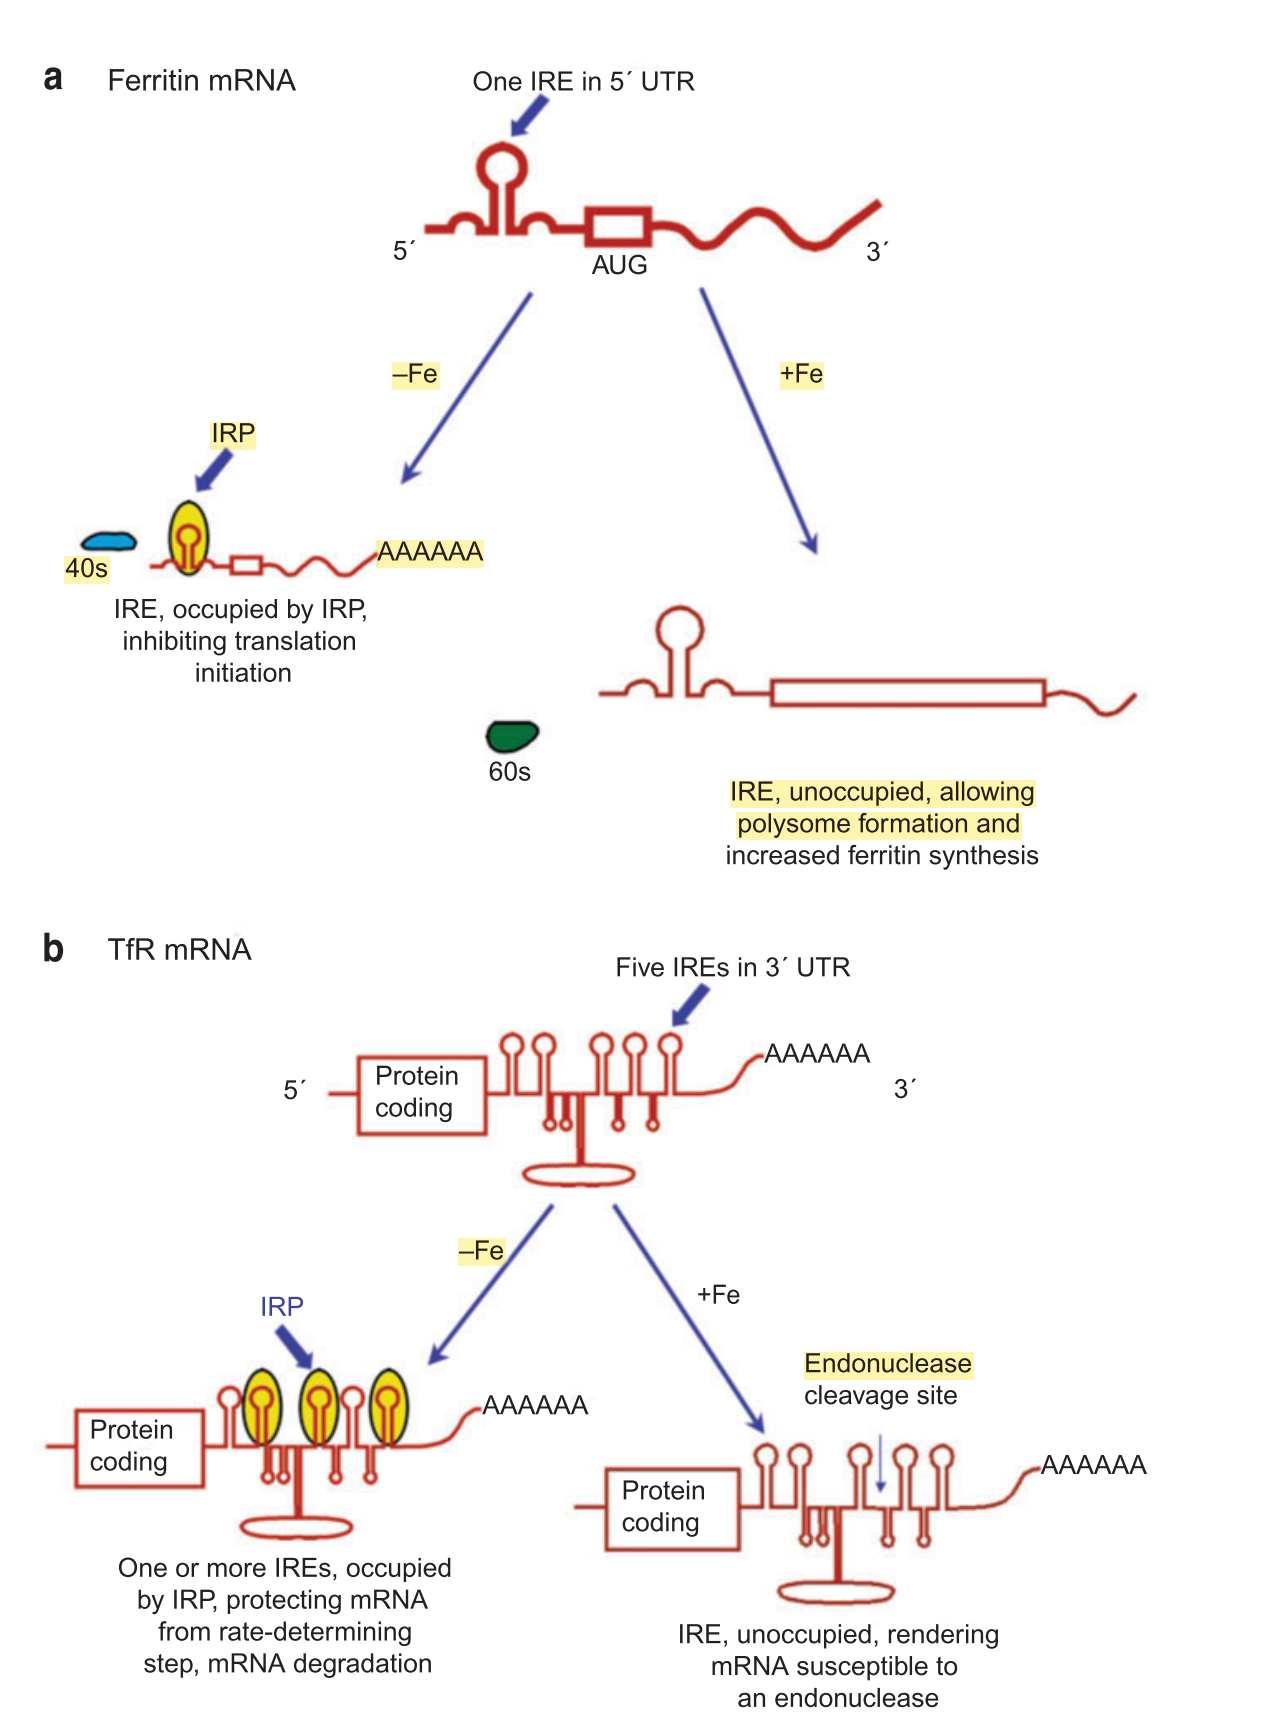 a Ferritin mRNA
One IRE in 5´ UTR
5´
AUG
3´
–Fe
+Fe
IRP
40s
AAAAAA
IRE, occupied by IRP,
inhibiting translation
initiation
60s
IRE, unoccupied, allowing
polysome formation and
increased ferritin synthesis
b TfR mRNA
Five IREs in 3´ UTR
5´
Protein
coding
AAAAAA
3´
–Fe
+Fe
IRP
Protein
coding
AAAAAA
One or more IREs, occupied
by IRP, protecting mRNA
from rate-determining
step, mRNA degradation
Endonuclease
cleavage site
Protein
coding
AAAAAA
IRE, unoccupied, rendering
mRNA susceptible to
an endonuclease